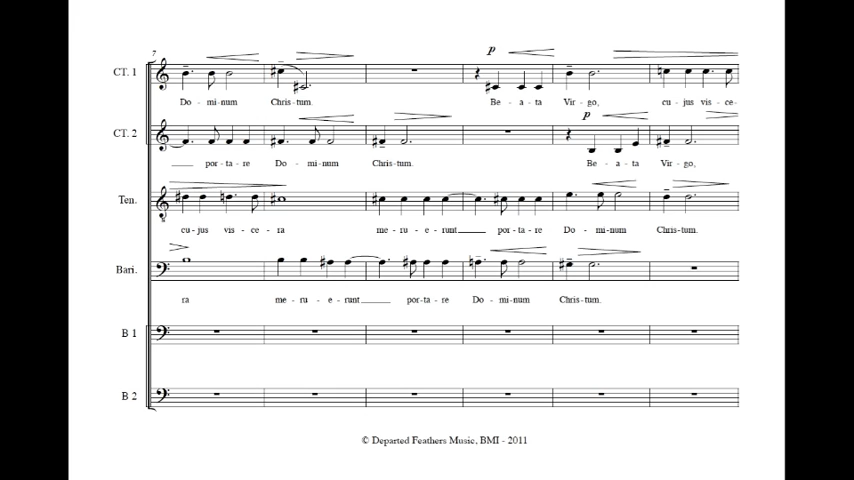 7
p
CT. 1
Do - mi - num Chris - tum. Be - a - ta Vir - go, cu - jus vis - ce -
p
CT. 2
por - ta - re Do - mi - num Chris - tum. Be - a - ta Vir - go,
Ten.
cu - jus vis - ce - ra me - ru - e - runt por - ta - re Do - mi - num Chris - tum.
Bari.
ra me - ru - e - runt por - ta - re Do - mi - num Chris - tum.
B 1
B 2
© Departed Feathers Music, BMI - 2011